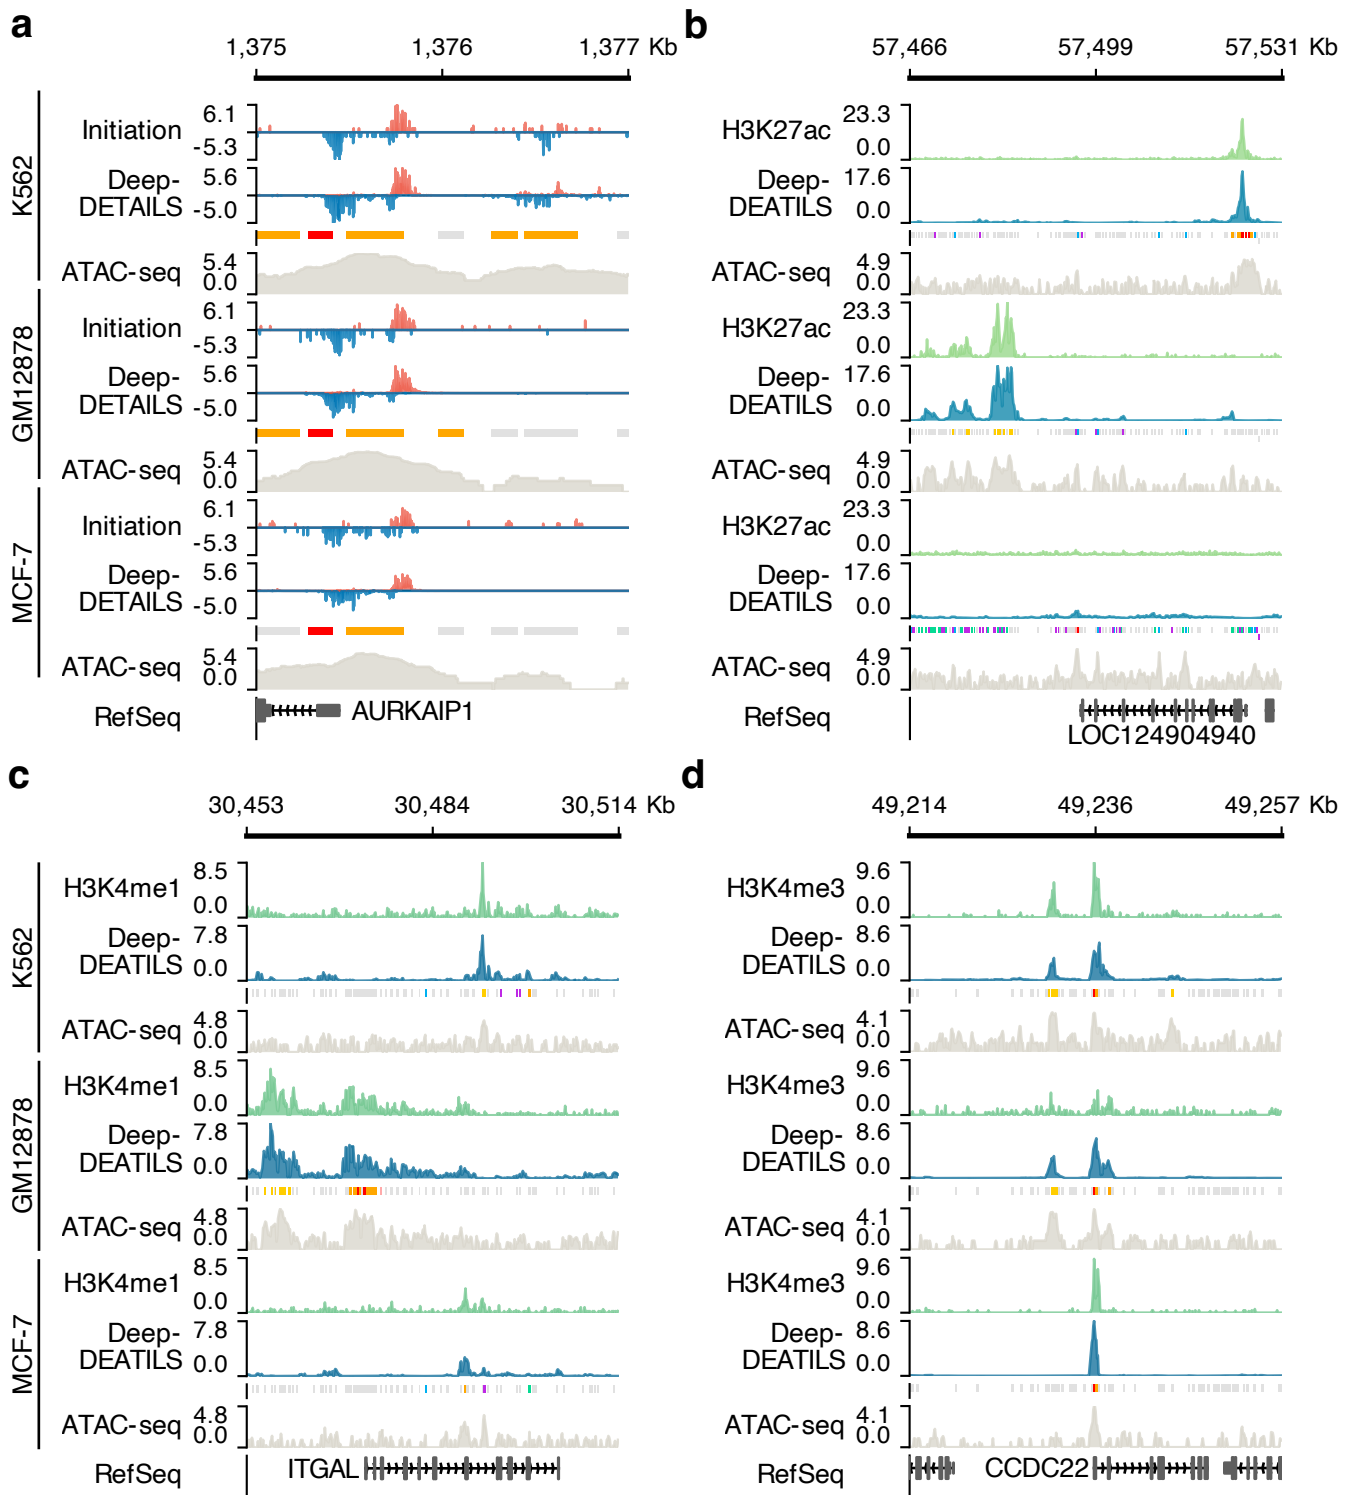 a
1,375 1,376 1,377 Kb
K562
Initiation 6.1 -5.3
Deep-DETAILS 5.6 -5.0
ATAC-seq 5.4 0.0
GM12878
Initiation 6.1 -5.3
Deep-DETAILS 5.6 -5.0
ATAC-seq 5.4 0.0
MCF-7
Initiation 6.1 -5.3
Deep-DETAILS 5.6 -5.0
ATAC-seq 5.4 0.0
RefSeq AURKAIP1
b
57,466 57,499 57,531 Kb
H3K27ac 23.3 0.0
Deep-DEATILS 17.6 0.0
ATAC-seq 4.9 0.0
H3K27ac 23.3 0.0
Deep-DEATILS 17.6 0.0
ATAC-seq 4.9 0.0
H3K27ac 23.3 0.0
Deep-DEATILS 17.6 0.0
ATAC-seq 4.9 0.0
RefSeq LOC124904940
c
30,453 30,484 30,514 Kb
K562
H3K4me1 8.5 0.0
Deep-DEATILS 7.8 0.0
ATAC-seq 4.8 0.0
GM12878
H3K4me1 8.5 0.0
Deep-DEATILS 7.8 0.0
ATAC-seq 4.8 0.0
MCF-7
H3K4me1 8.5 0.0
Deep-DEATILS 7.8 0.0
ATAC-seq 4.8 0.0
RefSeq ITGAL
d
49,214 49,236 49,257 Kb
H3K4me3 9.6 0.0
Deep-DEATILS 8.6 0.0
ATAC-seq 4.1 0.0
H3K4me3 9.6 0.0
Deep-DEATILS 8.6 0.0
ATAC-seq 4.1 0.0
H3K4me3 9.6 0.0
Deep-DEATILS 8.6 0.0
ATAC-seq 4.1 0.0
RefSeq CCDC22